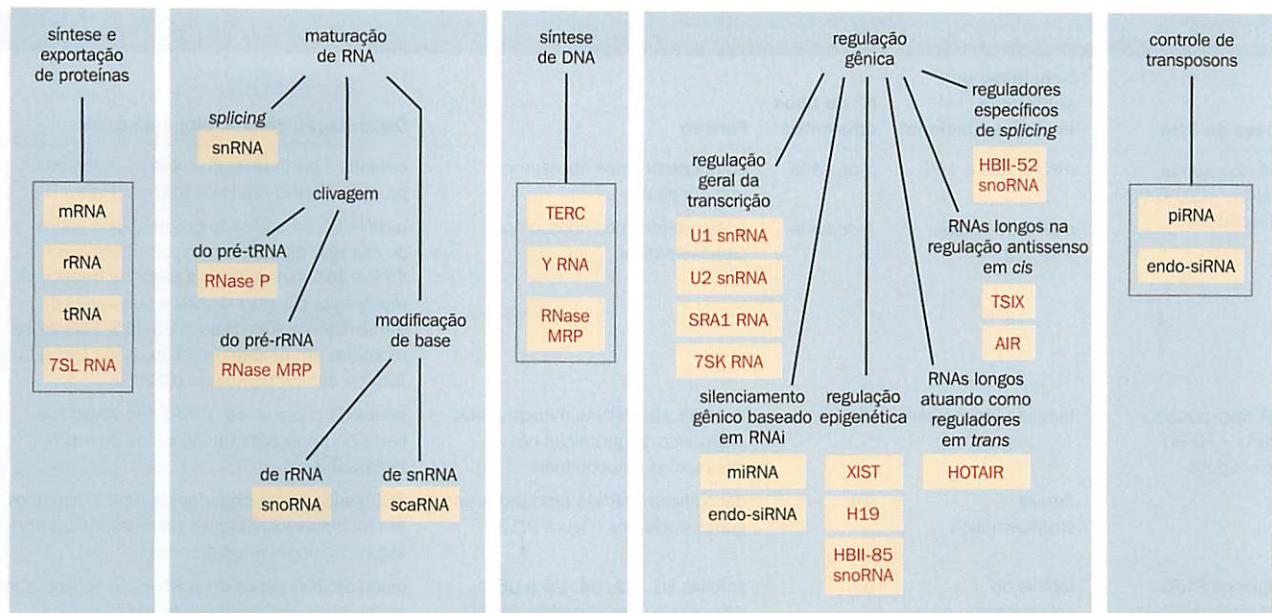 síntese e
exportação
de proteínas
mRNA
rRNA
tRNA
7SL RNA
maturação
de RNA
splicing
snRNA
clivagem
do pré-tRNA
RNase P
do pré-rRNA
RNase MRP
modificação
de base
de rRNA
snoRNA
de snRNA
scaRNA
síntese
de DNA
TERC
Y RNA
RNase
MRP
regulação
gênica
regulação
geral da
transcrição
U1 snRNA
U2 snRNA
SRA1 RNA
7SK RNA
silenciamento
gênico baseado
em RNAi
miRNA
endo-siRNA
regulação
epigenética
XIST
H19
HBII-85
snoRNA
reguladores
específicos
de splicing
HBII-52
snoRNA
RNAs longos na
regulação antissenso
em cis
TSIX
AIR
RNAs longos
atuando como
reguladores
em trans
HOTAIR
controle de
transposons
piRNA
endo-siRNA